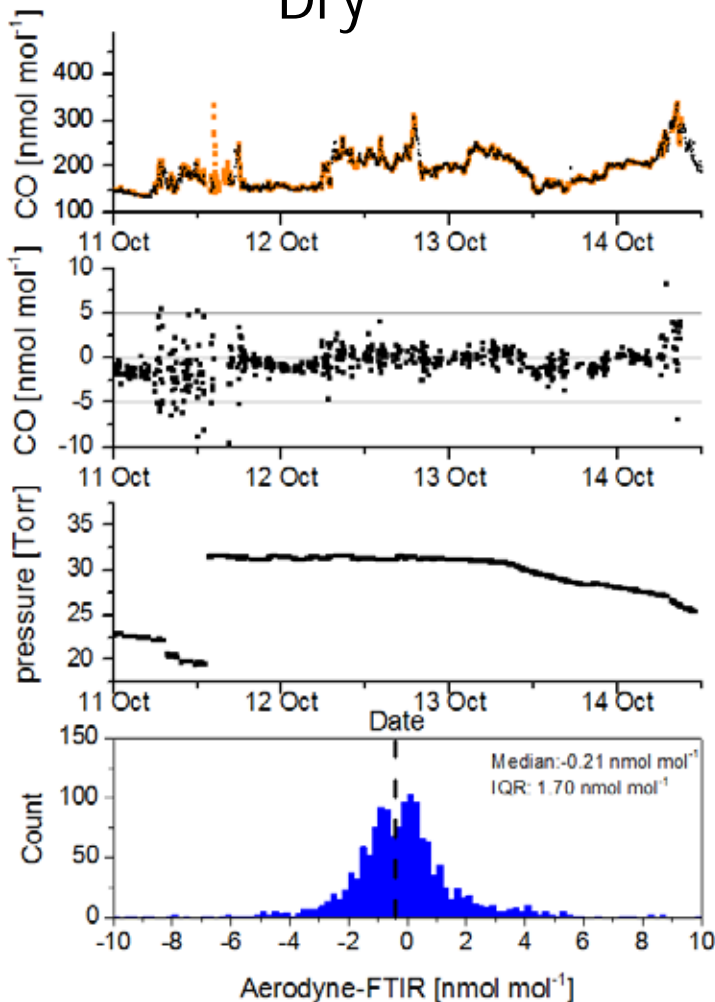 Dry
CO [nmol mol⁻¹]
400
300
200
100
11 Oct 12 Oct 13 Oct 14 Oct
CO [nmol mol⁻¹]
10
5
0
-5
-10
11 Oct 12 Oct 13 Oct 14 Oct
pressure [Torr]
35
30
25
20
11 Oct 12 Oct 13 Oct 14 Oct
Date
Count
150
100
50
0
Median:-0.21 nmol mol⁻¹
IQR: 1.70 nmol mol⁻¹
-10 -8 -6 -4 -2 0 2 4 6 8 10
Aerodyne-FTIR [nmol mol⁻¹]